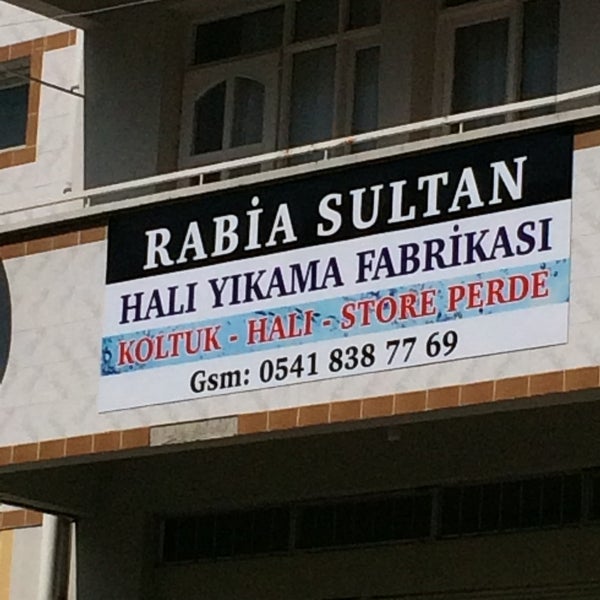 RABİA SULTAN
HALI YIKAMA FABRİKASI
KOLTUK - HALI - STORE PERDE
Gsm: 0541 838 77 69